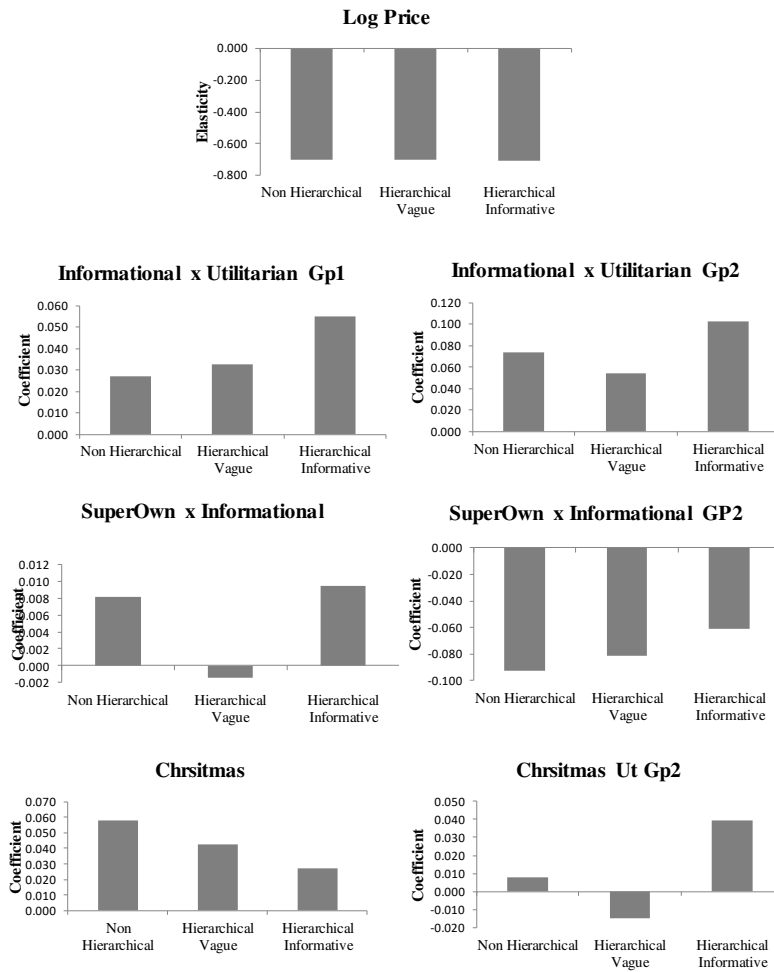 Log Price
0.000
-0.200
-0.400
-0.600
-0.800
Elasticity
Non Hierarchical
Hierarchical
Vague
Hierarchical
Informative
Informational x Utilitarian Gp1
0.060
0.050
0.040
0.030
0.020
0.010
0.000
Coefficient
Non Hierarchical
Hierarchical
Vague
Hierarchical
Informative
Informational x Utilitarian Gp2
0.120
0.100
0.080
0.060
0.040
0.020
0.000
Coefficient
Non Hierarchical
Hierarchical
Vague
Hierarchical
Informative
SuperOwn x Informational
0.012
0.010
0.008
0.006
0.004
0.002
0.000
-0.002
Coefficient
Non Hierarchical
Hierarchical
Vague
Hierarchical
Informative
SuperOwn x Informational GP2
0.000
-0.020
-0.040
-0.060
-0.080
-0.100
Coefficient
Non Hierarchical
Hierarchical
Vague
Hierarchical
Informative
Chrsitmas
0.070
0.060
0.050
0.040
0.030
0.020
0.010
0.000
Coefficient
Non
Hierarchical
Hierarchical
Vague
Hierarchical
Informative
Chrsitmas Ut Gp2
0.050
0.040
0.030
0.020
0.010
0.000
-0.010
-0.020
Coefficient
Non Hierarchical
Hierarchical
Vague
Hierarchical
Informative